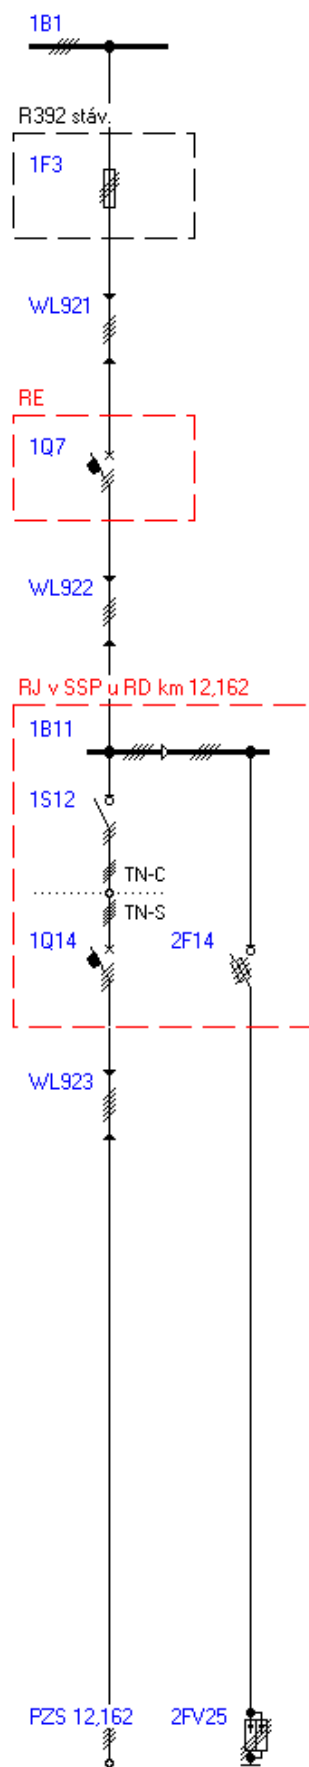 1B1
R392 stáv.
1F3
WL921
RE
1Q7
WL922
RJ v SSP u RD km 12,162
1B11
1S12
TN-C
TN-S
1Q14 2F14
WL923
PZS 12,162 2FV25